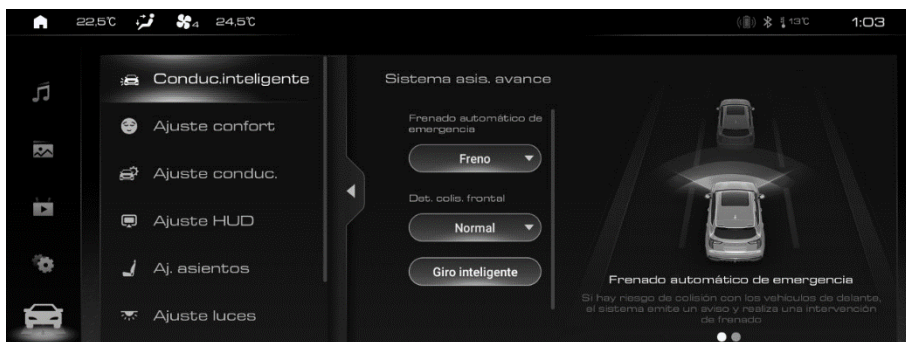 22,5℃ 4 24,5℃ 13℃ 1:03
Conduc.inteligente
Ajuste confort
Ajuste conduc.
Ajuste HUD
Aj. asientos
Ajuste luces
Sistema asis. avance
Frenado automático de
emergencia
Freno
Det. colis. frontal
Normal
Giro inteligente
Frenado automático de emergencia
Si hay riesgo de colisión con los vehículos de delante,
el sistema emite un aviso y realiza una intervención
de frenado